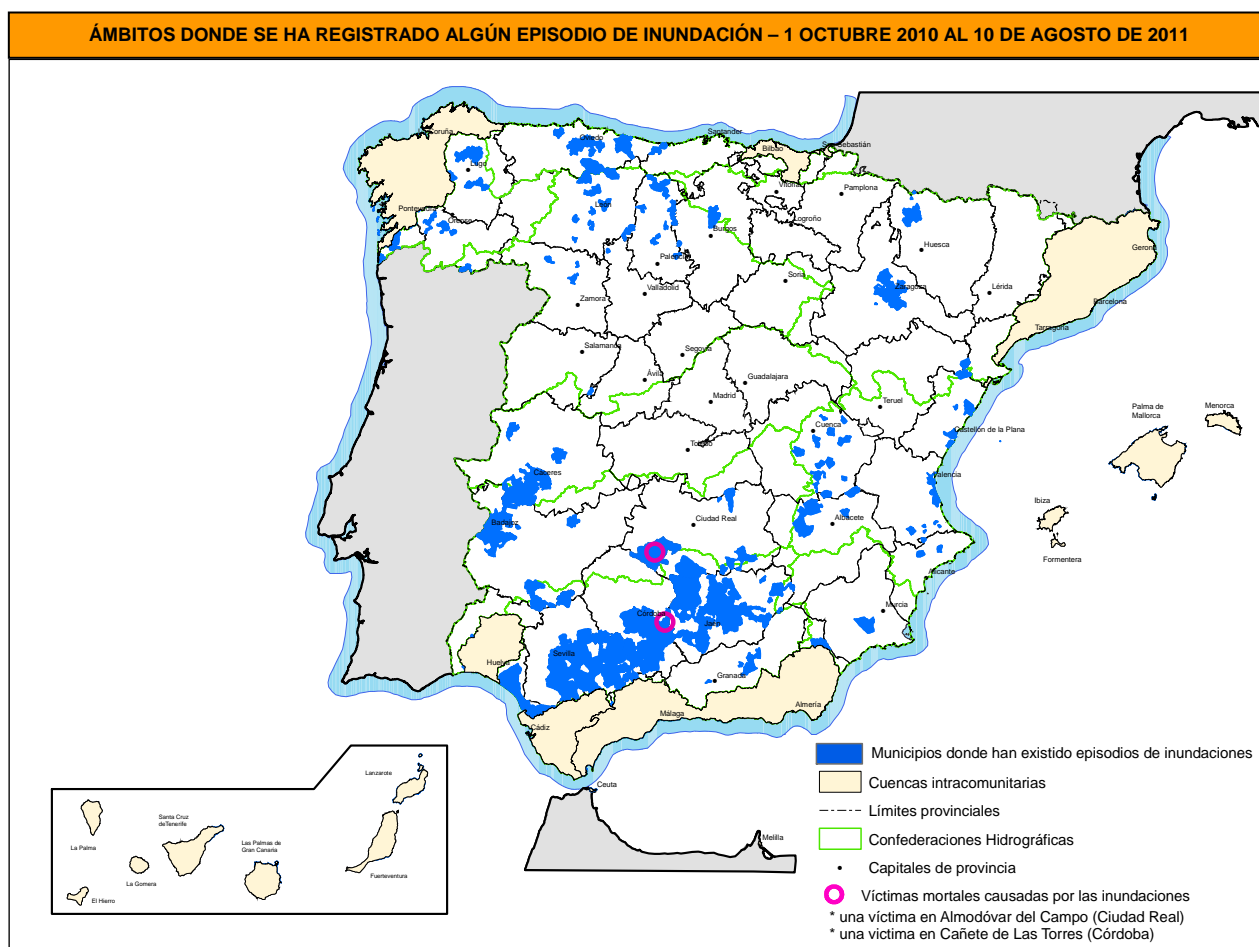 ÁMBITOS DONDE SE HA REGISTRADO ALGÚN EPISODIO DE INUNDACIÓN – 1 OCTUBRE 2010 AL 10 DE AGOSTO DE 2011
Coruña
Lugo
Pontevedra
Orense
Oviedo
Santander
Bilbao
San Sebastián
Vitoria
Pamplona
León
Burgos
Logroño
Palencia
Huesca
Gerona
Zamora
Valladolid
Soria
Zaragoza
Lérida
Barcelona
Tarragona
Salamanca
Segovia
Ávila
Guadalajara
Madrid
Teruel
Cuenca
Castellón de la Plana
Toledo
Palma de
Mallorca
Menorca
Cáceres
Valencia
Ibiza
Formentera
Badajoz
Ciudad Real
Albacete
Alicante
Murcia
Córdoba
Jaén
Sevilla
Huelva
Granada
Almería
Málaga
Cádiz
Ceuta
Melilla
Lanzarote
Santa Cruz
deTenerife
La Palma
Las Palmas de
Gran Canaria
La Gomera
Fuerteventura
El Hierro
Municipios donde han existido episodios de inundaciones
Cuencas intracomunitarias
Límites provinciales
Confederaciones Hidrográficas
Capitales de provincia
Víctimas mortales causadas por las inundaciones
* una víctima en Almodóvar del Campo (Ciudad Real)
* una victima en Cañete de Las Torres (Córdoba)